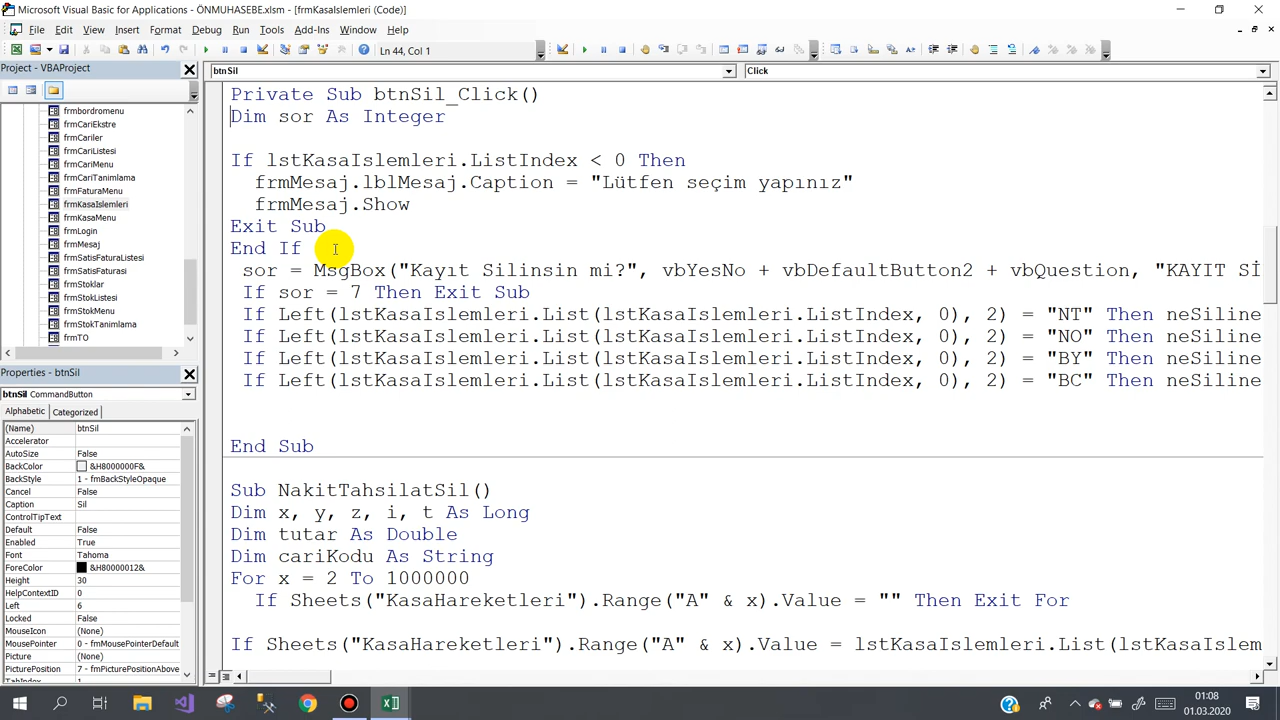 Microsoft Visual Basic for Applications - ÖNMUHASEBE.xlsm - [frmKasaIslemleri (Code)]
File Edit View Insert Format Debug Run Tools Add-Ins Window Help
Ln 44, Col 1
Project - VBAProject
btnSil
Click
frmbordromenu
frmCariEkstre
frmCariler
frmCariListesi
frmCariMenu
frmCariTanimlama
frmFaturaMenu
frmKasaIslemleri
frmKasaMenu
frmLogin
frmMesaj
frmSatisFaturaListesi
frmSatisFaturasi
frmStoklar
frmStokListesi
frmStokMenu
frmStokTanimlama
frmTO
Properties - btnSil
btnSil CommandButton
Alphabetic Categorized
(Name) btnSil
Accelerator
AutoSize False
BackColor &H8000000F&
BackStyle 1 - fmBackStyleOpaque
Cancel False
Caption Sil
ControlTipText
Default False
Enabled True
Font Tahoma
ForeColor &H80000012&
Height 30
HelpContextID 0
Left 6
Locked False
MouseIcon (None)
MousePointer 0 - fmMousePointerDefault
Picture (None)
PicturePosition 7 - fmPicturePositionAbove
TabIndex 1
Private Sub btnSil_Click()
Dim sor As Integer
If lstKasaIslemleri.ListIndex < 0 Then
frmMesaj.lblMesaj.Caption = "Lütfen seçim yapınız"
frmMesaj.Show
Exit Sub
End If
sor = MsgBox("Kayıt Silinsin mi?", vbYesNo + vbDefaultButton2 + vbQuestion, "KAYIT Sİ
If sor = 7 Then Exit Sub
If Left(lstKasaIslemleri.List(lstKasaIslemleri.ListIndex, 0), 2) = "NT" Then neSiline
If Left(lstKasaIslemleri.List(lstKasaIslemleri.ListIndex, 0), 2) = "NO" Then neSiline
If Left(lstKasaIslemleri.List(lstKasaIslemleri.ListIndex, 0), 2) = "BY" Then neSiline
If Left(lstKasaIslemleri.List(lstKasaIslemleri.ListIndex, 0), 2) = "BC" Then neSiline
End Sub
Sub NakitTahsilatSil()
Dim x, y, z, i, t As Long
Dim tutar As Double
Dim cariKodu As String
For x = 2 To 1000000
If Sheets("KasaHareketleri").Range("A" & x).Value = "" Then Exit For
If Sheets("KasaHareketleri").Range("A" & x).Value = lstKasaIslemleri.List(lstKasaIslem
01:08
01.03.2020